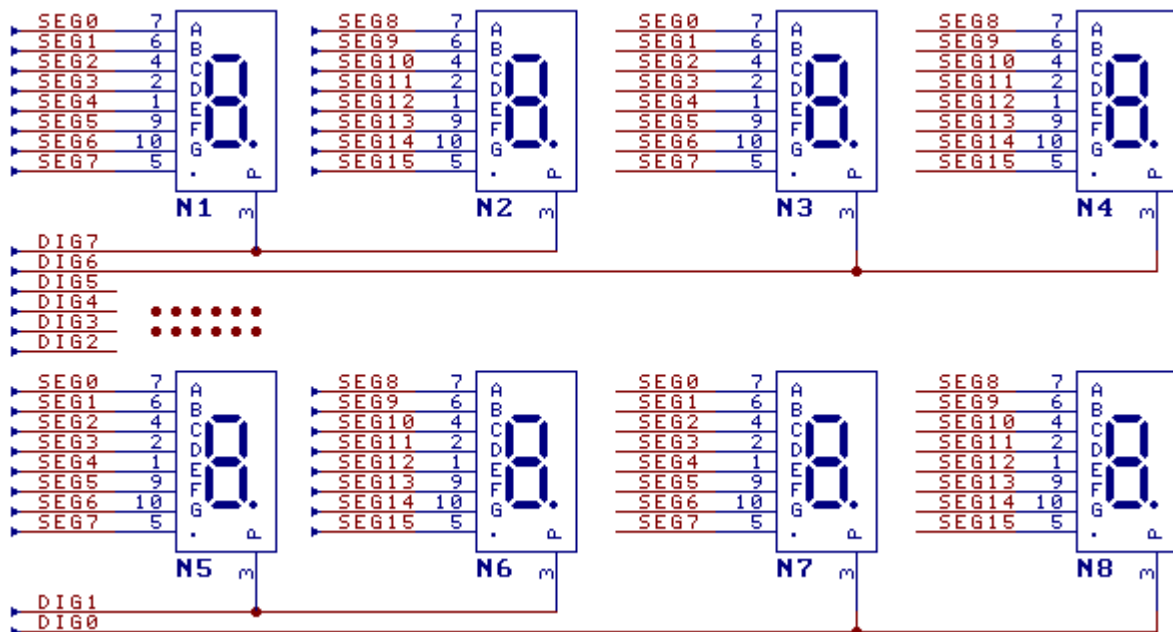 SEG0 7 A SEG8 7 A SEG0 7 A SEG8 7 A
SEG1 6 B SEG9 6 B SEG1 6 B SEG9 6 B
SEG2 4 C SEG10 4 C SEG2 4 C SEG10 4 C
SEG3 2 D SEG11 2 D SEG3 2 D SEG11 2 D
SEG4 1 E SEG12 1 E SEG4 1 E SEG12 1 E
SEG5 9 F SEG13 9 F SEG5 9 F SEG13 9 F
SEG6 10 G SEG14 10 G SEG6 10 G SEG14 10 G
SEG7 5 . P SEG15 5 . P SEG7 5 . P SEG15 5 . P
N1 3 N2 3 N3 3 N4 3
DIG7
DIG6
DIG5
DIG4
DIG3
DIG2
SEG0 7 A SEG8 7 A SEG0 7 A SEG8 7 A
SEG1 6 B SEG9 6 B SEG1 6 B SEG9 6 B
SEG2 4 C SEG10 4 C SEG2 4 C SEG10 4 C
SEG3 2 D SEG11 2 D SEG3 2 D SEG11 2 D
SEG4 1 E SEG12 1 E SEG4 1 E SEG12 1 E
SEG5 9 F SEG13 9 F SEG5 9 F SEG13 9 F
SEG6 10 G SEG14 10 G SEG6 10 G SEG14 10 G
SEG7 5 . P SEG15 5 . P SEG7 5 . P SEG15 5 . P
N5 3 N6 3 N7 3 N8 3
DIG1
DIG0